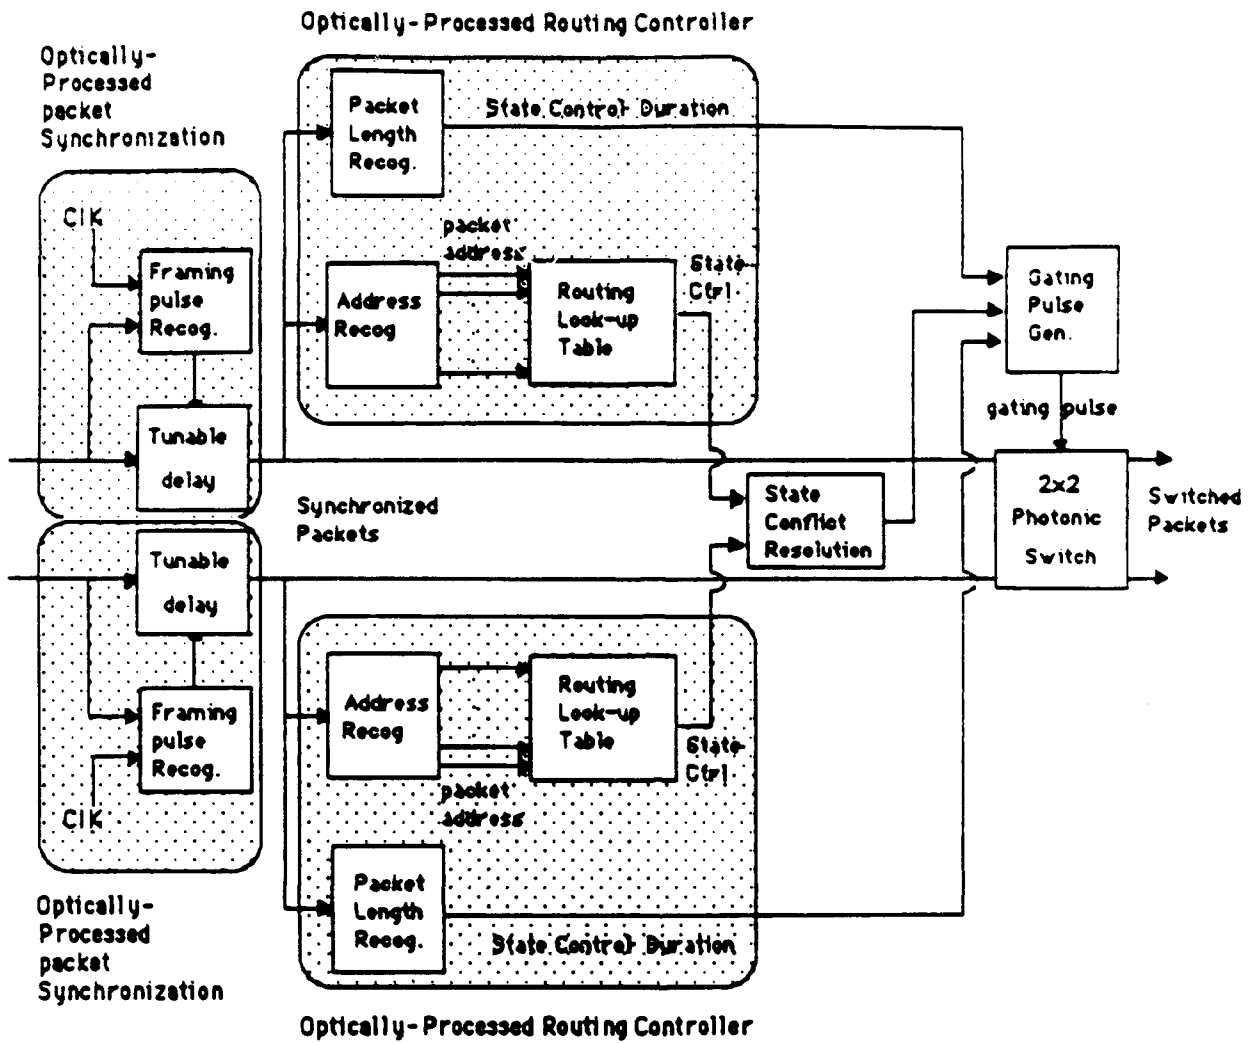 Optically-Processed Routing Controller
Optically-
Processed
packet
Synchronization
Packet
Length
Recog.
State Control Duration
CLK
Framing
pulse
Recog.
packet
address
Address
Recog
Routing
Look-up
Table
State
Ctrl
Gating
Pulse
Gen.
gating pulse
Tunable
delay
Synchronized
Packets
State
Conflict
Resolution
2x2
Photonic
Switch
Switched
Packets
Tunable
delay
Framing
pulse
Recog.
CLK
Address
Recog
packet
address
Routing
Look-up
Table
State
Ctrl
Packet
Length
Recog.
State Control Duration
Optically-
Processed
packet
Synchronization
Optically-Processed Routing Controller